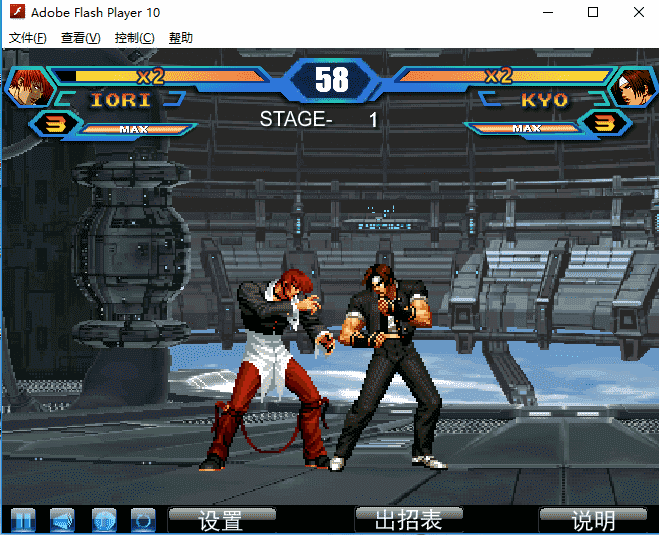 Adobe Flash Player 10
文件(F) 查看(V) 控制(C) 帮助
x2 58 x2
IORI KYO
STAGE- 1
3 MAX MAX 3
设置 出招表 说明